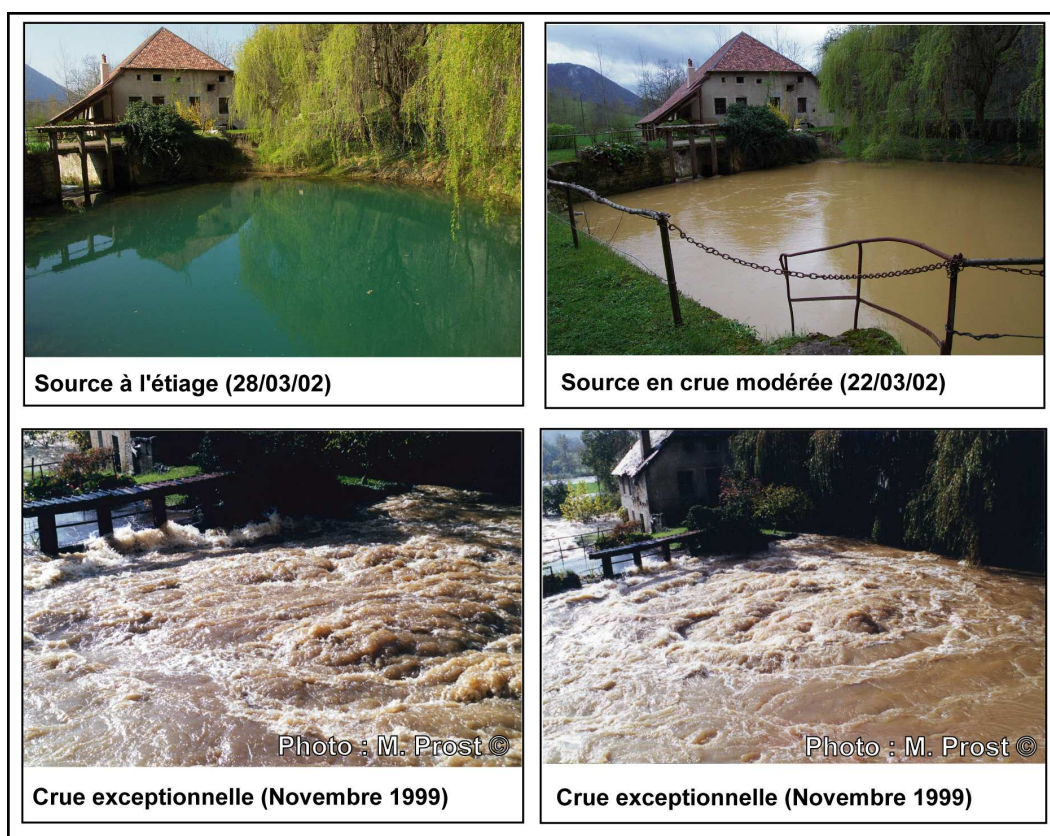 Source à l'étiage (28/03/02)
Source en crue modérée (22/03/02)
Photo : M. Prost ©
Photo : M. Prost ©
Crue exceptionnelle (Novembre 1999)
Crue exceptionnelle (Novembre 1999)